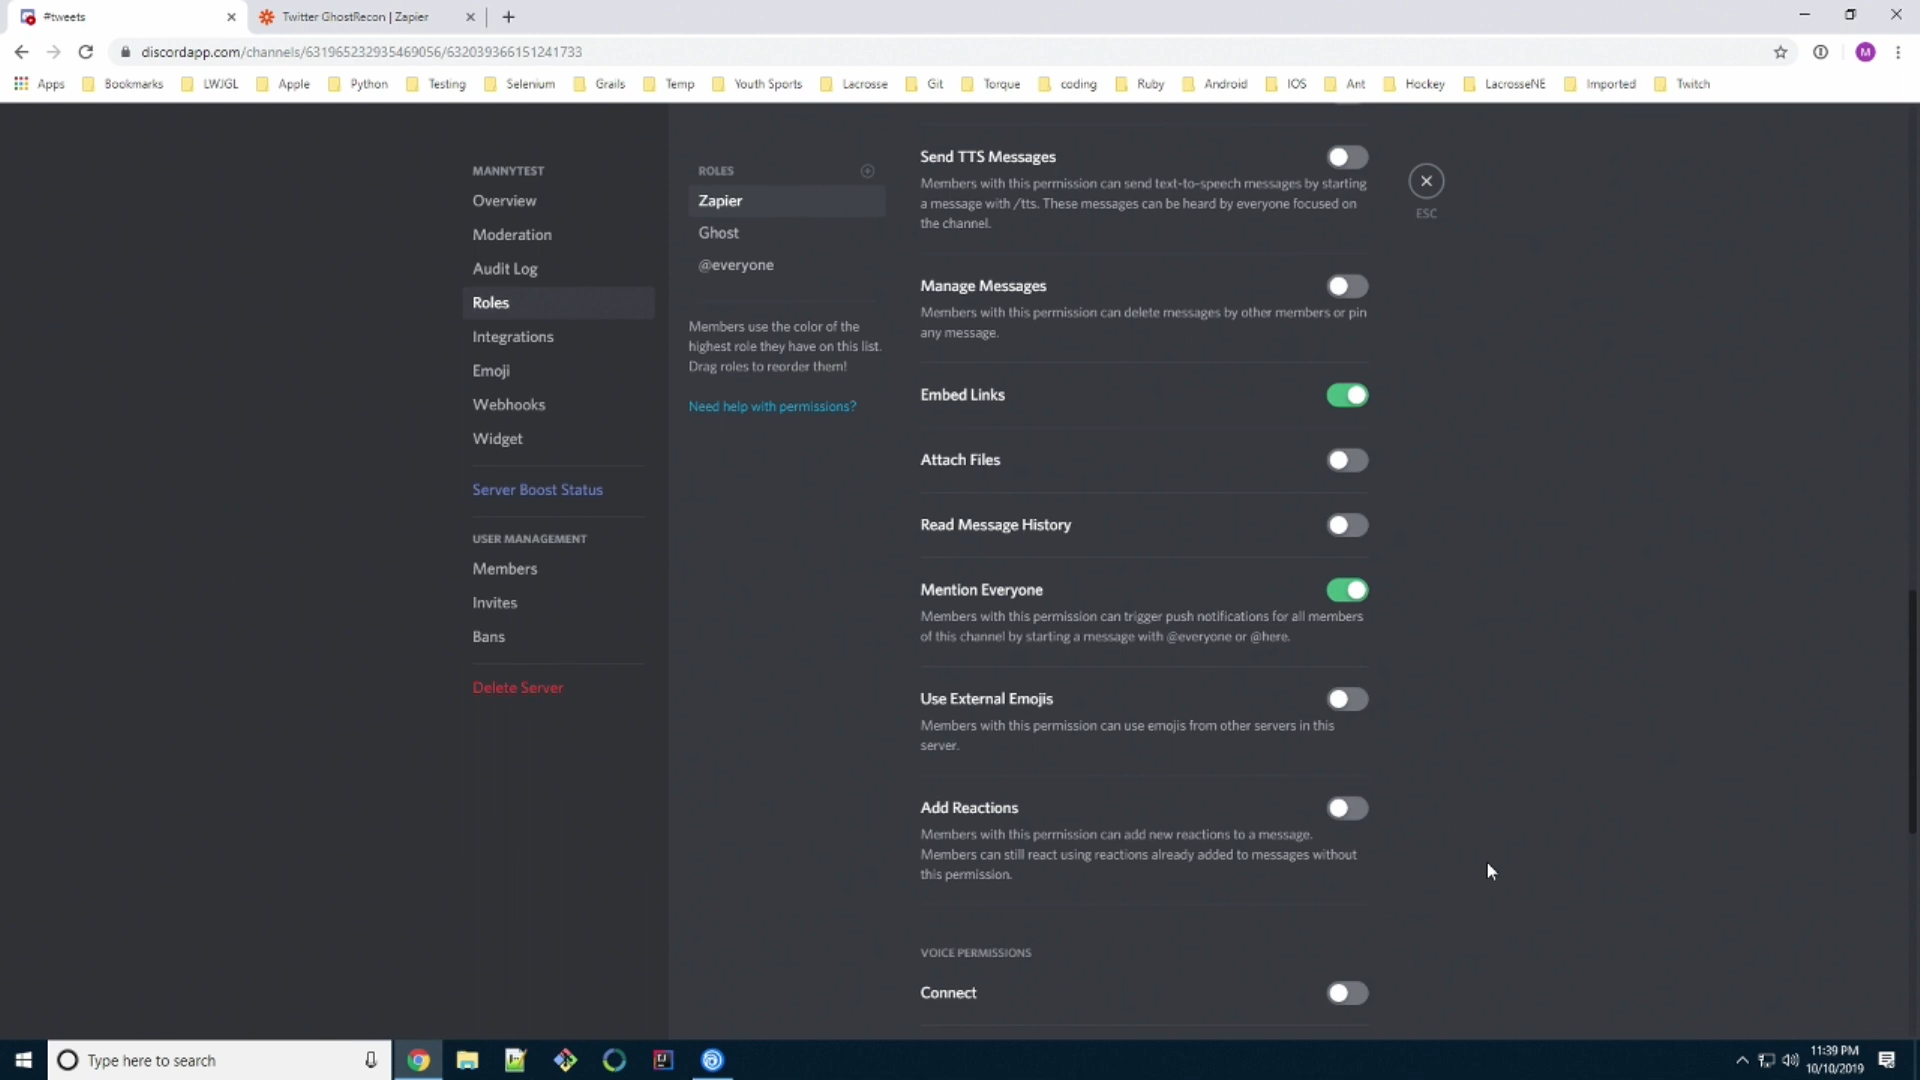 #tweets
Twitter GhostRecon | Zapier
discordapp.com/channels/631965232935469056/632039366151241733
M
Apps
Bookmarks
LWJGL
Apple
Python
Testing
Selenium
Grails
Temp
Youth Sports
Lacrosse
Git
Torque
coding
Ruby
Android
IOS
Ant
Hockey
LacrosseNE
Imported
Twitch
MANNYTEST
Overview
Moderation
Audit Log
Roles
Integrations
Emoji
Webhooks
Widget
Server Boost Status
USER MANAGEMENT
Members
Invites
Bans
Delete Server
ROLES
Zapier
Ghost
@everyone
Members use the color of the
highest role they have on this list.
Drag roles to reorder them!
Need help with permissions?
Send TTS Messages
Members with this permission can send text-to-speech messages by starting
a message with /tts. These messages can be heard by everyone focused on
the channel.
Manage Messages
Members with this permission can delete messages by other members or pin
any message.
Embed Links
Attach Files
Read Message History
Mention Everyone
Members with this permission can trigger push notifications for all members
of this channel by starting a message with @everyone or @here.
Use External Emojis
Members with this permission can use emojis from other servers in this
server.
Add Reactions
Members with this permission can add new reactions to a message.
Members can still react using reactions already added to messages without
this permission.
VOICE PERMISSIONS
Connect
ESC
Type here to search
11:39 PM
10/10/2019